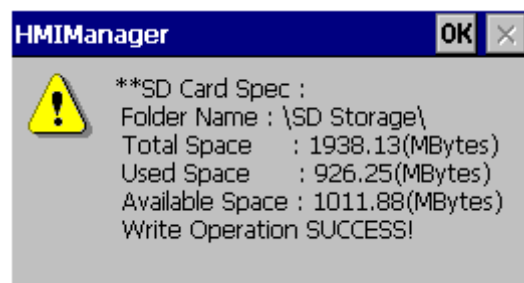 HMIManager OK ×
**SD Card Spec :
Folder Name : \SD Storage\
Total Space : 1938.13(MBytes)
Used Space : 926.25(MBytes)
Available Space : 1011.88(MBytes)
Write Operation SUCCESS!